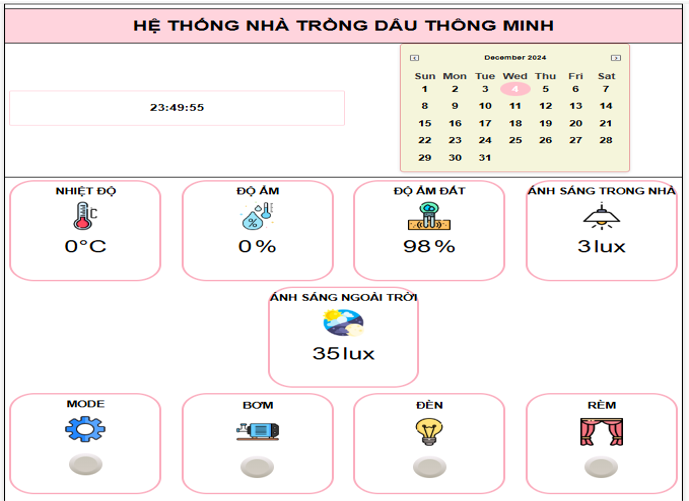 HỆ THỐNG NHÀ TRỒNG DÂU THÔNG MINH
December 2024
23:49:55
Sun Mon Tue Wed Thu Fri Sat
1 2 3 4 5 6 7
8 9 10 11 12 13 14
15 16 17 18 19 20 21
22 23 24 25 26 27 28
29 30 31
NHIỆT ĐỘ ĐỘ ẨM ĐỘ ẨM ĐẤT ÁNH SÁNG TRONG NHÀ
0°C 0% 98% 3lux
ÁNH SÁNG NGOÀI TRỜI
35lux
MODE BƠM ĐÈN RÈM